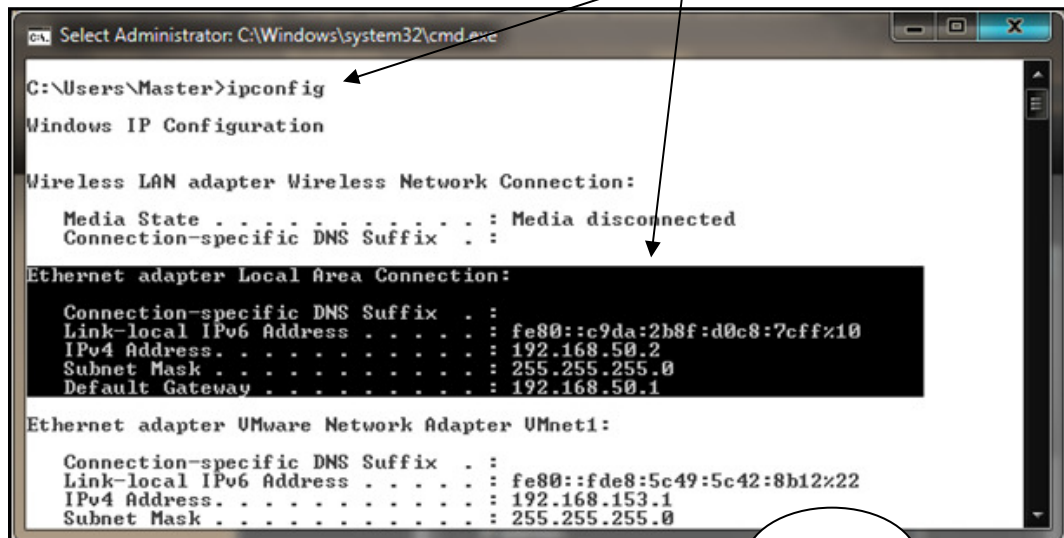 Select Administrator: C:\Windows\system32\cmd.exe
C:\Users\Master>ipconfig
Windows IP Configuration
Wireless LAN adapter Wireless Network Connection:
Media State . . . . . . . . . . . : Media disconnected
Connection-specific DNS Suffix . :
Ethernet adapter Local Area Connection:
Connection-specific DNS Suffix . :
Link-local IPv6 Address . . . . . : fe80::c9da:2b8f:d0c8:7cff%10
IPv4 Address. . . . . . . . . . . : 192.168.50.2
Subnet Mask . . . . . . . . . . . : 255.255.255.0
Default Gateway . . . . . . . . . : 192.168.50.1
Ethernet adapter VMware Network Adapter VMnet1:
Connection-specific DNS Suffix . :
Link-local IPv6 Address . . . . . : fe80::fde8:5c49:5c42:8b12%22
IPv4 Address. . . . . . . . . . . : 192.168.153.1
Subnet Mask . . . . . . . . . . . : 255.255.255.0